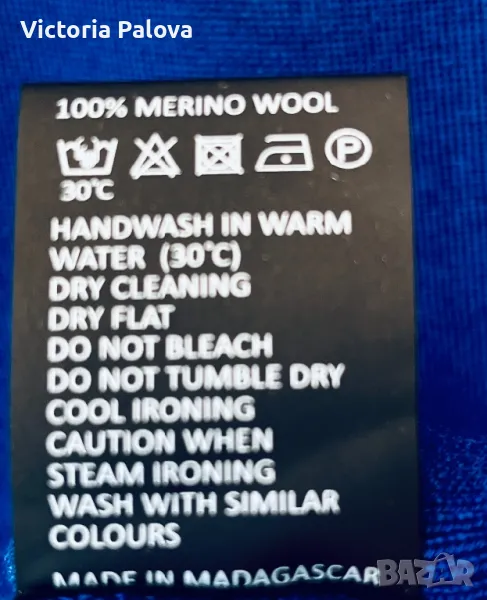 Victoria Palova
100% MERINO WOOL
P
30°C
HANDWASH IN WARM
WATER (30°C)
DRY CLEANING
DRY FLAT
DO NOT BLEACH
DO NOT TUMBLE DRY
COOL IRONING
CAUTION WHEN
STEAM IRONING
WASH WITH SIMILAR
COLOURS
MADE IN MADAGASCAR
BAZAR